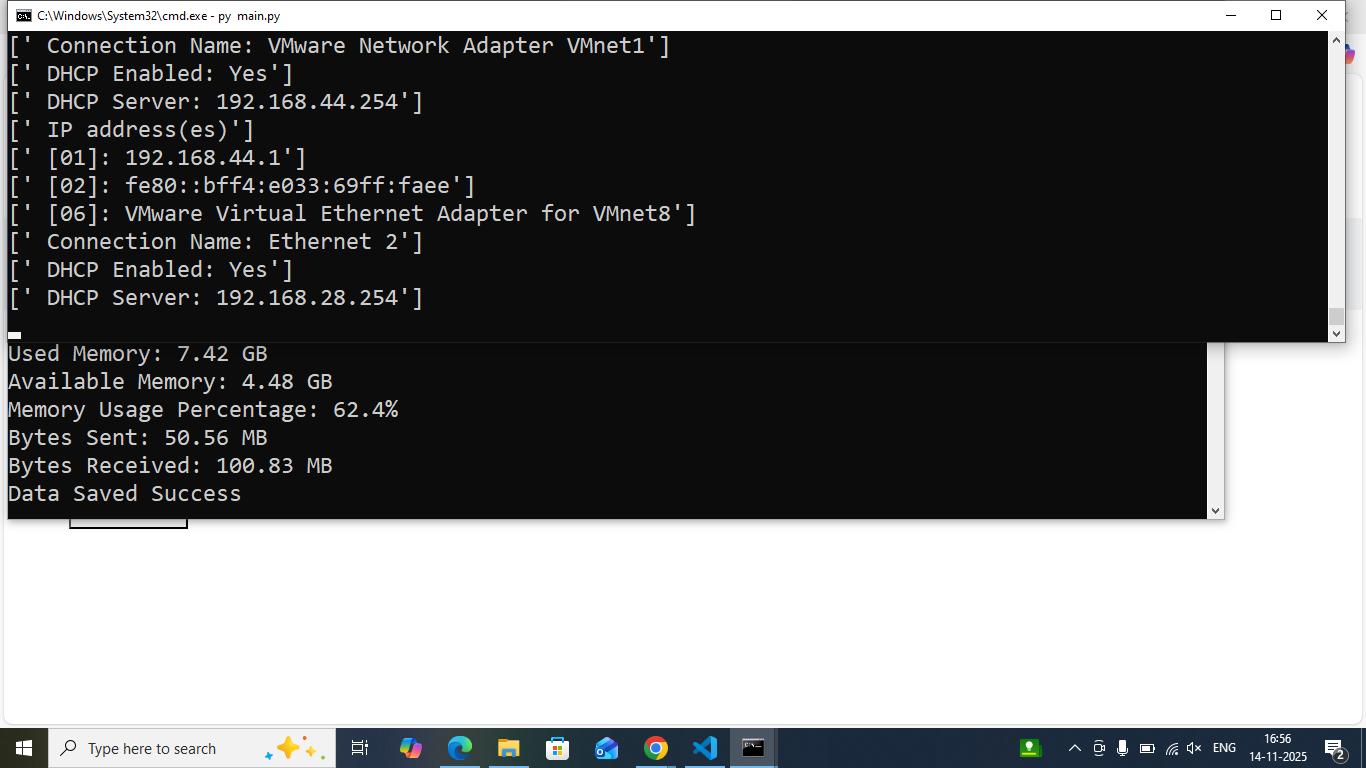 C:\Windows\System32\cmd.exe - py  main.py
[' Connection Name: VMware Network Adapter VMnet1']
[' DHCP Enabled: Yes']
[' DHCP Server: 192.168.44.254']
[' IP address(es)']
[' [01]: 192.168.44.1']
[' [02]: fe80::bff4:e033:69ff:faee']
[' [06]: VMware Virtual Ethernet Adapter for VMnet8']
[' Connection Name: Ethernet 2']
[' DHCP Enabled: Yes']
[' DHCP Server: 192.168.28.254']
Used Memory: 7.42 GB
Available Memory: 4.48 GB
Memory Usage Percentage: 62.4%
Bytes Sent: 50.56 MB
Bytes Received: 100.83 MB
Data Saved Success
Type here to search
ENG
16:56
14-11-2025
2